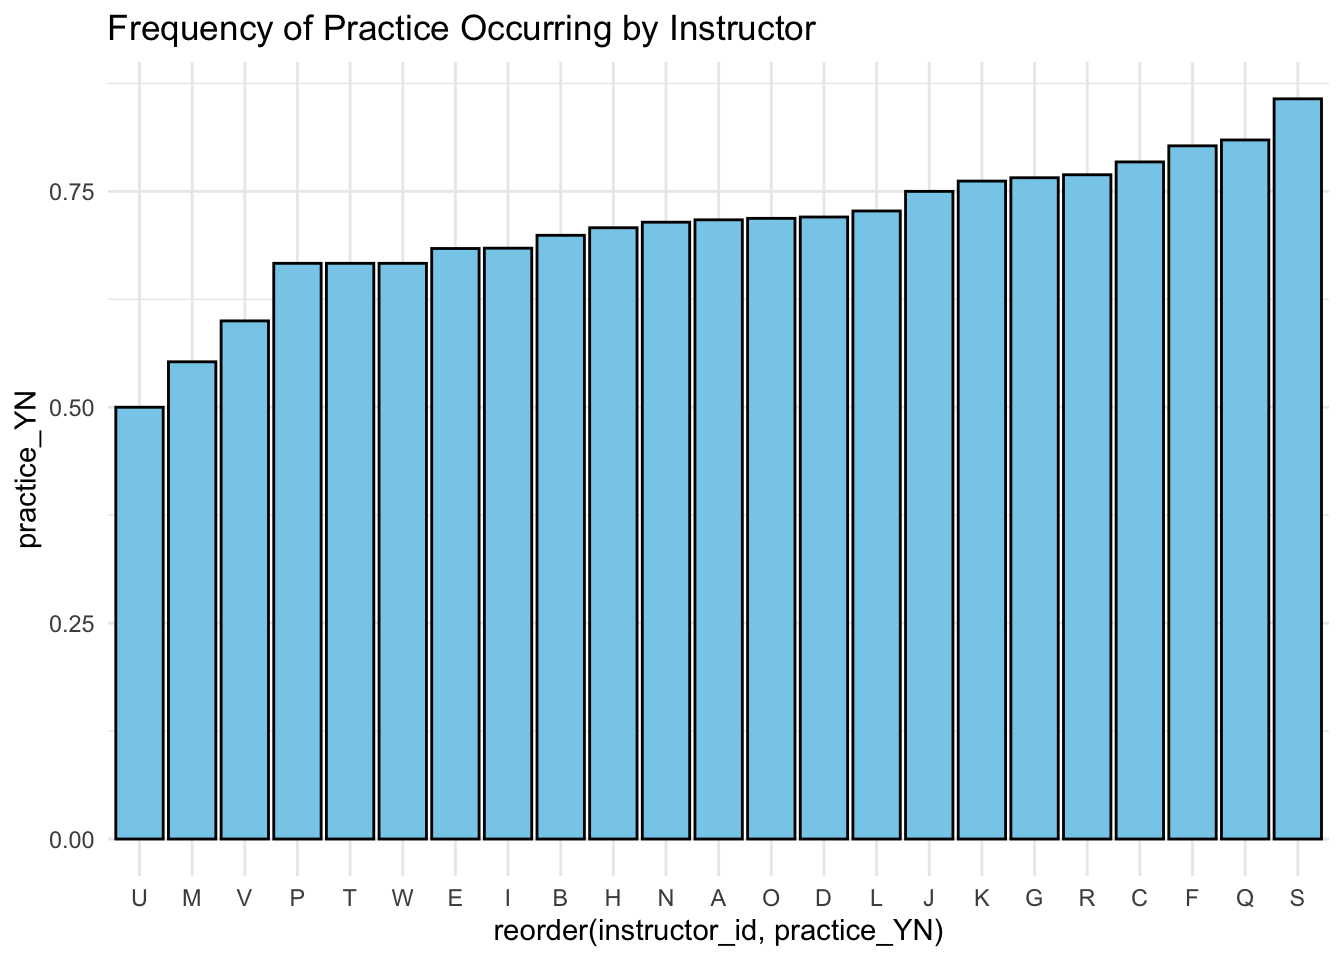 Frequency of Practice Occurring by Instructor
practice_YN
0.75
0.50
0.25
0.00
U M V P T W E I B H N A O D L J K G R C F Q S
reorder(instructor_id, practice_YN)